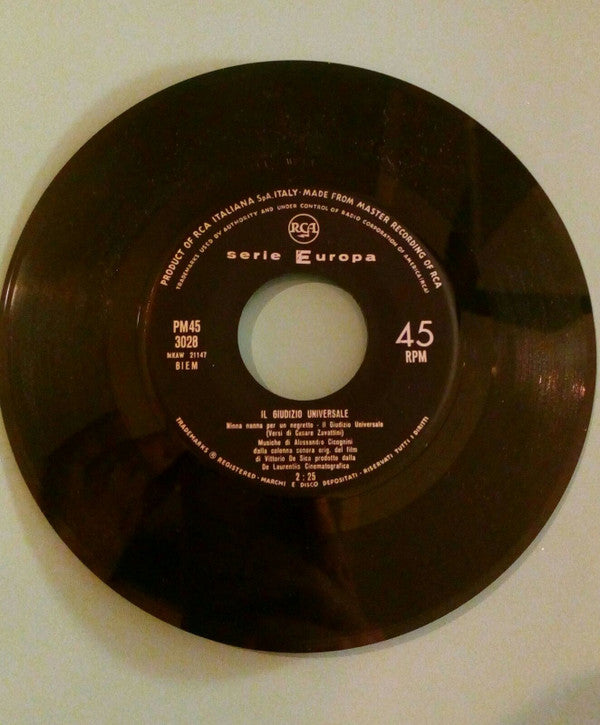 PRODUCT OF RCA ITALIANA S.p.A. ITALY - MADE FROM MASTER RECORDING OF RCA
TRADEMARKS USED BY AUTHORITY AND UNDER CONTROL OF RADIO CORPORATION OF AMERICA (RCA)
RCA
serie Europa
PM45
3028
MKAW 21147
BIEM
45
RPM
IL GIUDIZIO UNIVERSALE
Ninna nanna per un negretto - Il Giudizio Universale
(Versi di Cesare Zavattini)
Musiche di Alessandro Cicognini
dalla colonna sonora orig. del film
di Vittorio De Sica prodotto dalla
De Laurentiis Cinematografica
2:25
TRADEMARKS ® REGISTERED - MARCHI E DISCO DEPOSITATI - RISERVATI TUTTI I DIRITTI